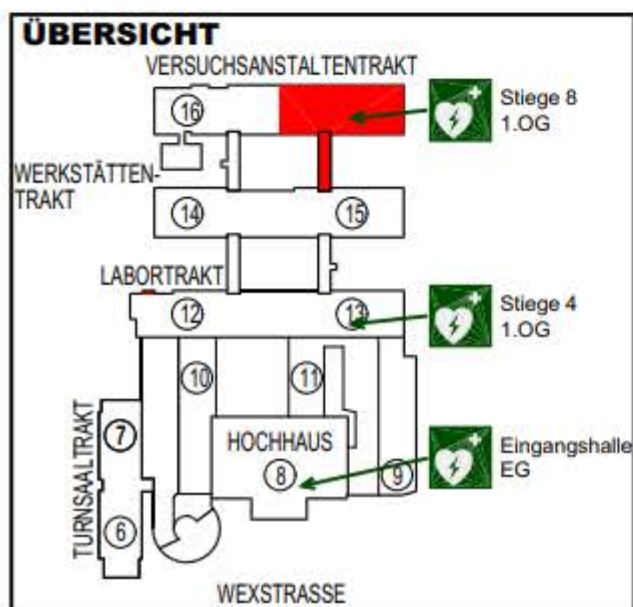 ÜBERSICHT
VERSUCHSANSTALTENTRAKT
16
Stiege 8
1.OG
WERKSTÄTTEN-
TRAKT
14
15
LABORTRAKT
12
13
Stiege 4
1.OG
10
11
TURNSAALTRAKT
7
HOCHHAUS
8
9
Eingangshalle
EG
6
WEXSTRASSE